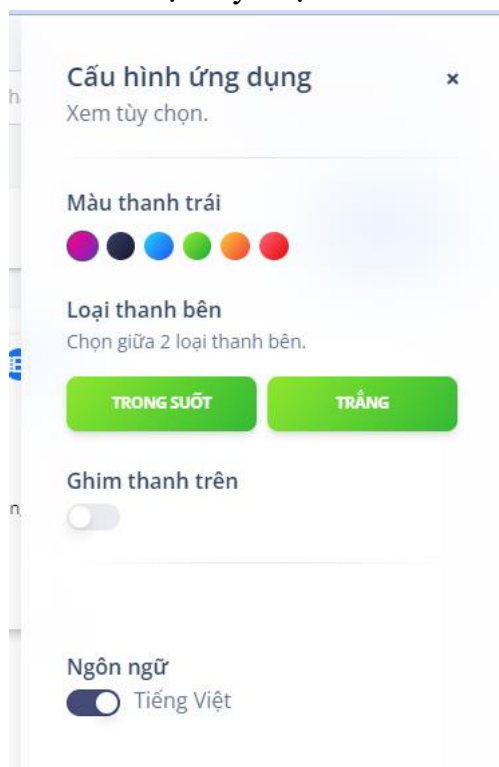 Cấu hình ứng dụng
Xem tùy chọn.
Màu thanh trái
Loại thanh bên
Chọn giữa 2 loại thanh bên.
TRONG SUỐT TRẮNG
Ghim thanh trên
Ngôn ngữ
Tiếng Việt